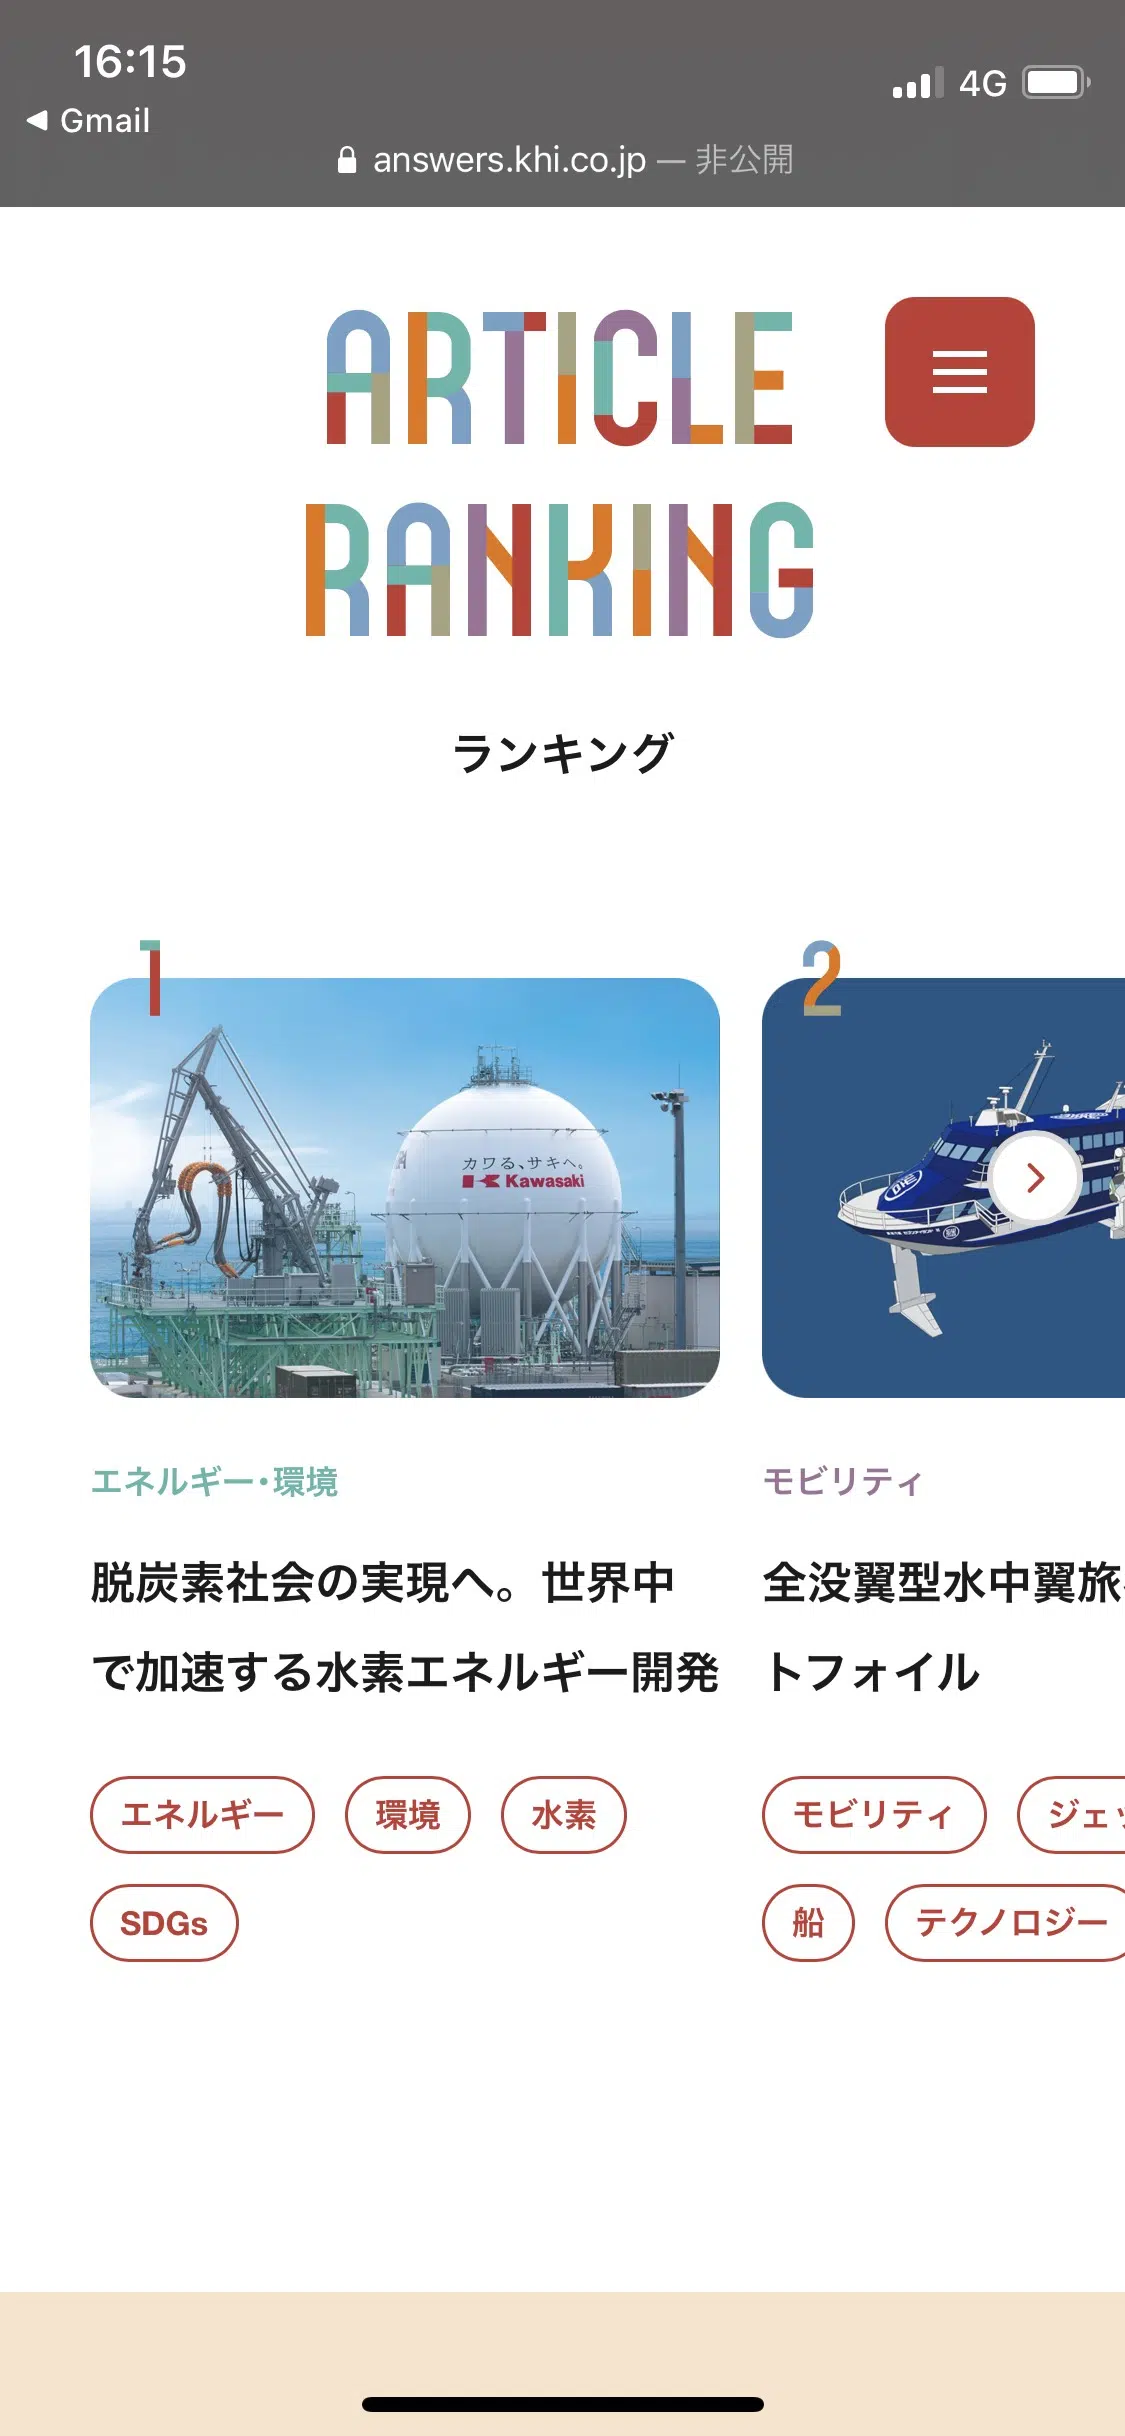 16:15
4G
◀ Gmail
answers.khi.co.jp — 非公開
ARTICLE
RANKING
ランキング
1
カワる、サキへ。
Kawasaki
エネルギー・環境
脱炭素社会の実現へ。世界中
で加速する水素エネルギー開発
エネルギー
環境
水素
SDGs
2
モビリティ
全没翼型水中翼旅
トフォイル
モビリティ
ジェッ
船
テクノロジー